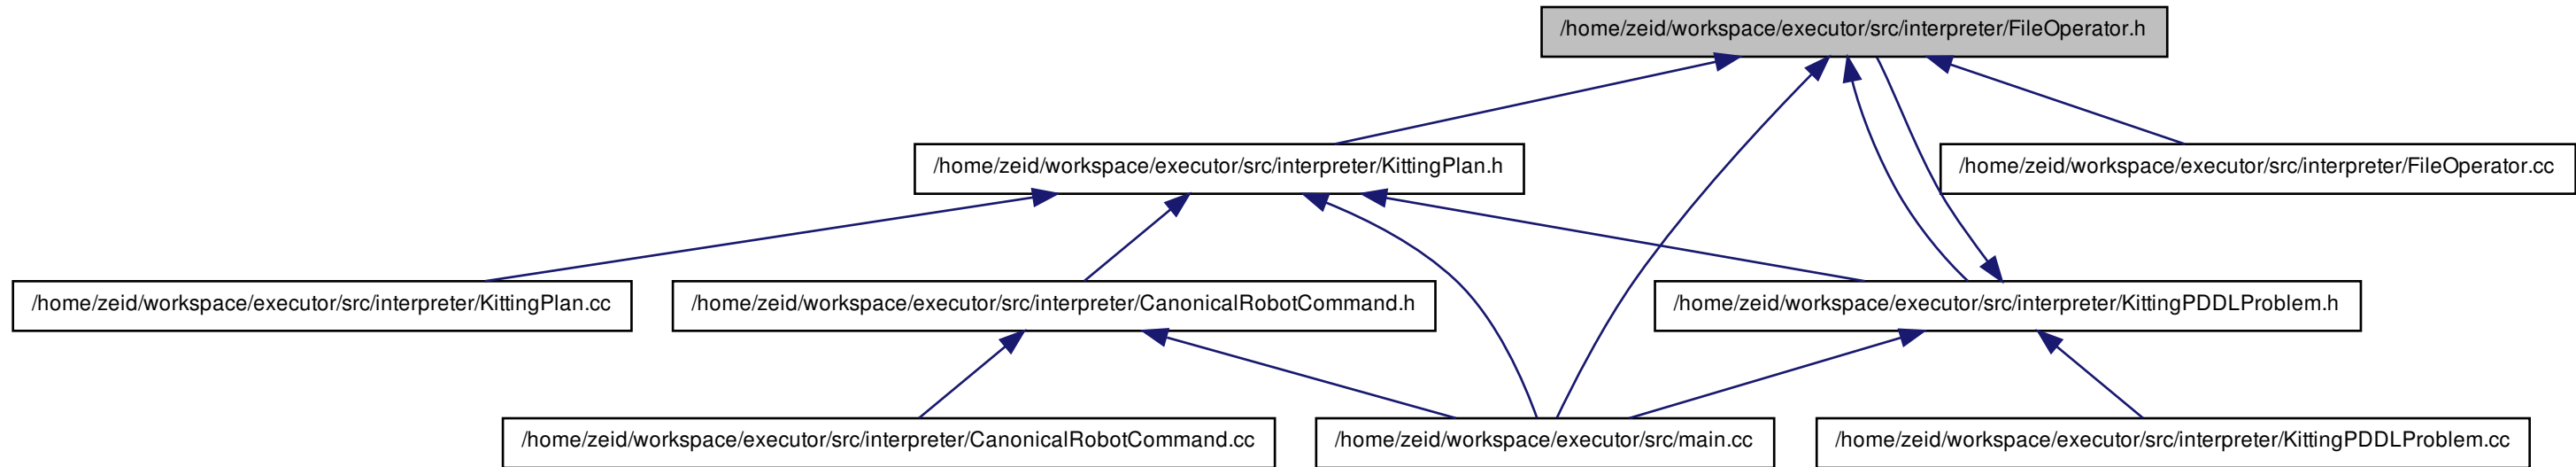 /home/zeid/workspace/executor/src/interpreter/FileOperator.h
/home/zeid/workspace/executor/src/interpreter/KittingPlan.h
/home/zeid/workspace/executor/src/interpreter/FileOperator.cc
/home/zeid/workspace/executor/src/interpreter/KittingPlan.cc
/home/zeid/workspace/executor/src/interpreter/CanonicalRobotCommand.h
/home/zeid/workspace/executor/src/interpreter/KittingPDDLProblem.h
/home/zeid/workspace/executor/src/interpreter/CanonicalRobotCommand.cc
/home/zeid/workspace/executor/src/main.cc
/home/zeid/workspace/executor/src/interpreter/KittingPDDLProblem.cc